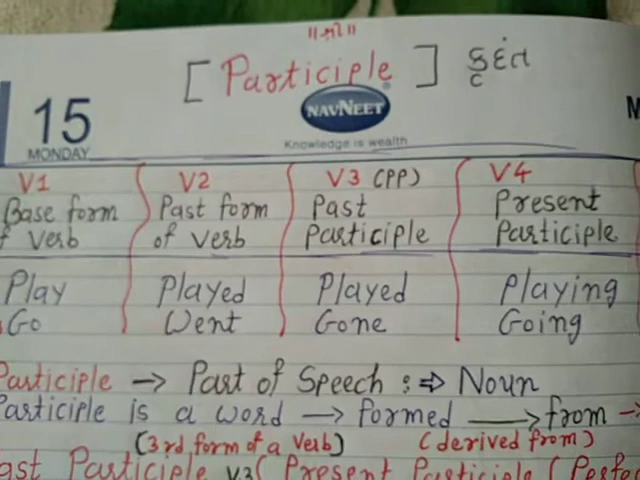 ॥ श्री ॥
[ Participle ] કૃદંત
15
MONDAY
NAVNEET
Knowledge is wealth
M
V1 V2 V3 (PP) V4
Base form Past form Past Present
of verb of verb Participle Participle
Play Played Played Playing
Go Went Gone Going
Participle → Part of Speech : ⇒ Noun
Participle is a word → formed → from →
(3rd form of a Verb) (derived from)
Past Participle V.3 ( Present Participle ( Perfe